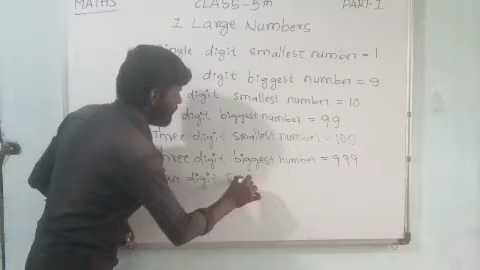 MATHS CLASS-5th PART-1
1 Large Numbers
Single digit smallest number = 1
digit biggest number = 9
digit smallest number = 10
digit biggest number = 99
Three digit smallest number = 100
Three digit biggest number = 999
digit